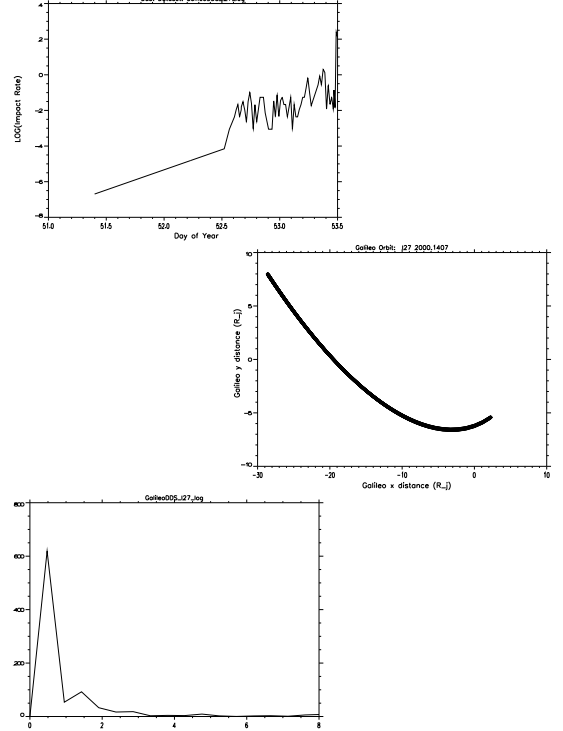 4
2
0
-2
-4
-6
-8
LOG(Impact Rate)
51.0 51.5 52.0 52.5 53.0 53.5
Day of Year
Galileo Orbit: J27 2000.1407
10
5
0
-5
-10
Galileo y distance (R_j)
-30 -20 -10 0 10
Galileo x distance (R_j)
GalileoDDS_I27_log
800
600
400
200
0
0 2 4 6 8